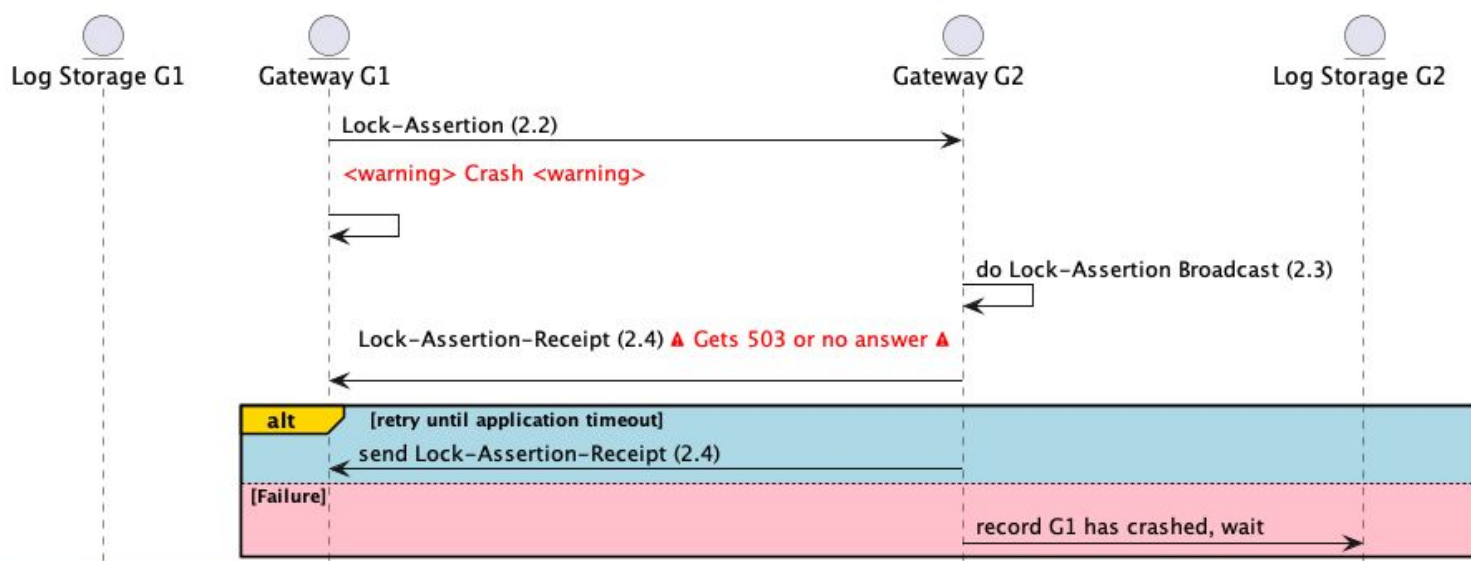 Log Storage G1
Gateway G1
Gateway G2
Log Storage G2
Lock-Assertion (2.2)
<warning> Crash <warning>
do Lock-Assertion Broadcast (2.3)
Lock-Assertion-Receipt (2.4) ⚠ Gets 503 or no answer ⚠
alt [retry until application timeout]
send Lock-Assertion-Receipt (2.4)
[Failure]
record G1 has crashed, wait